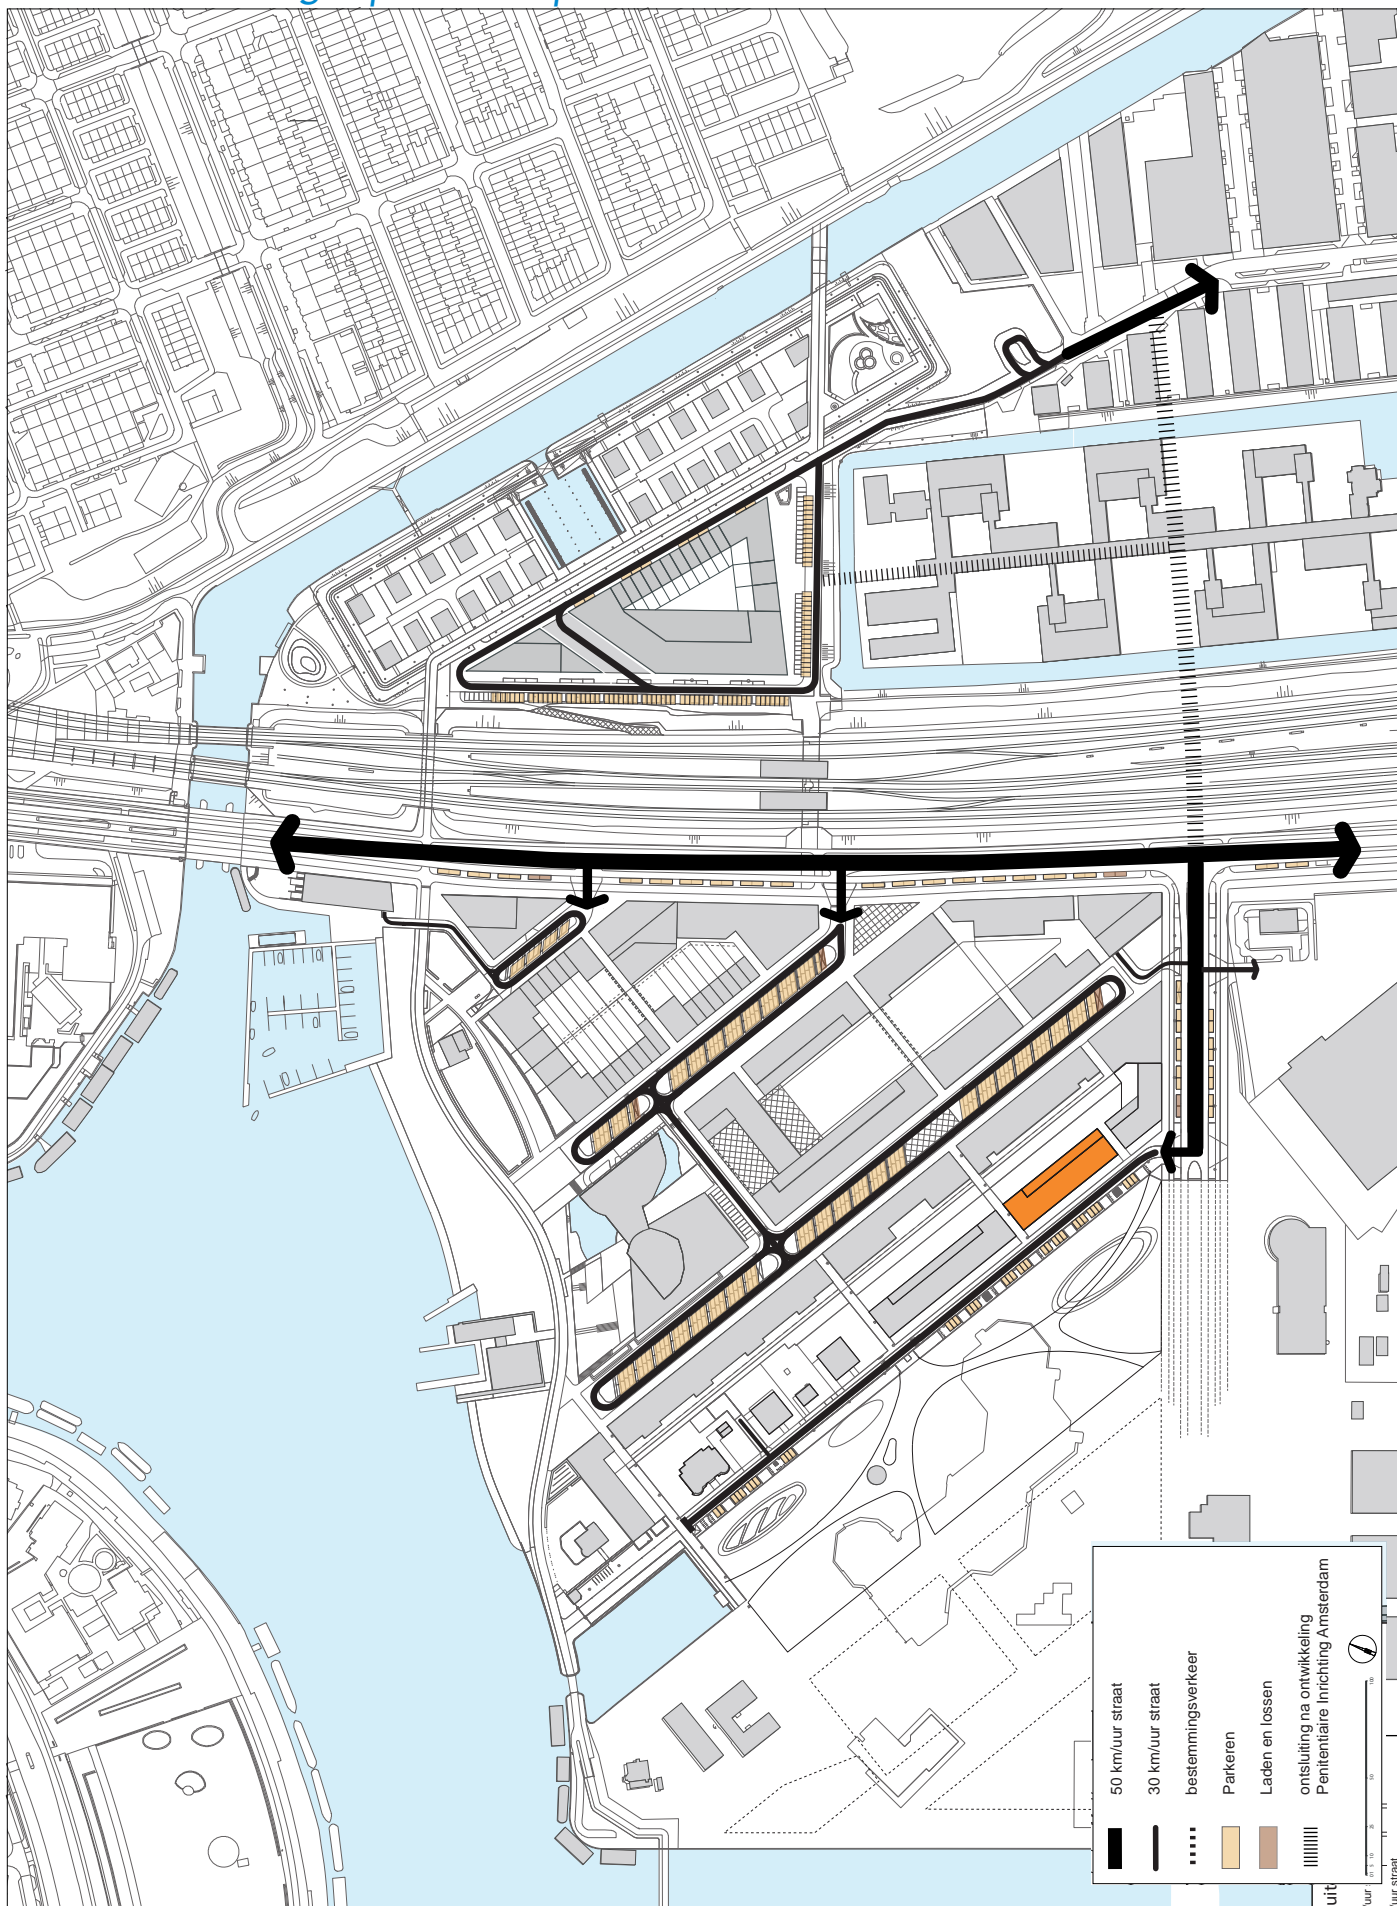 50 km/uur straat
30 km/uur straat
bestemmingsverkeer
Parkeren
Laden en lossen
ontsluiting na ontwikkeling
Penitentiaire Inrichting Amsterdam